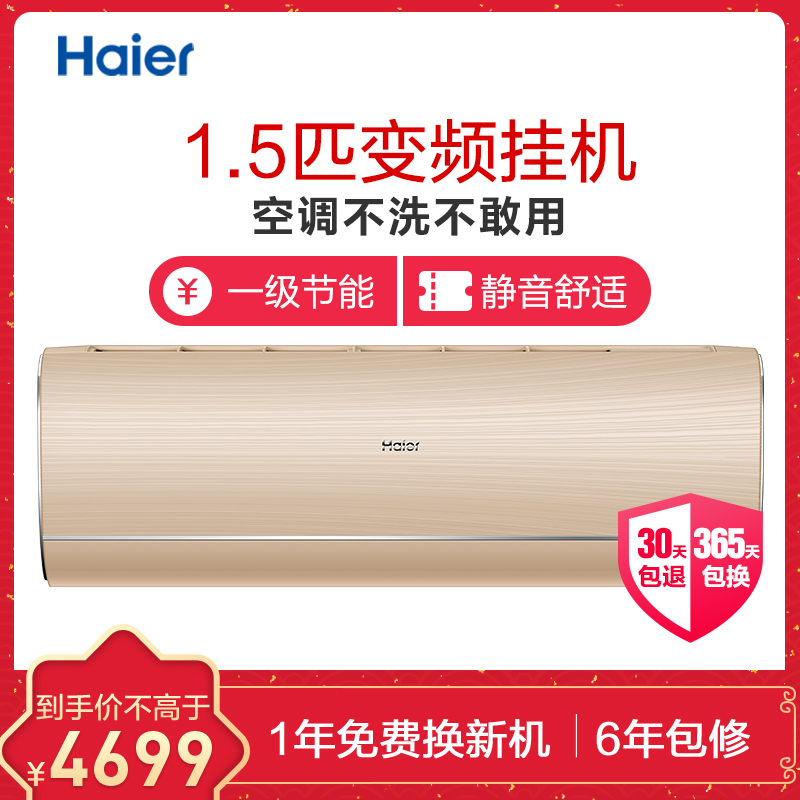 Haier
1.5匹变频挂机
空调不洗不敢用
¥ 一级节能 静音舒适
Haier
30天 365天
包退 包换
到手价不高于
¥4699
1年免费换新机 | 6年包修